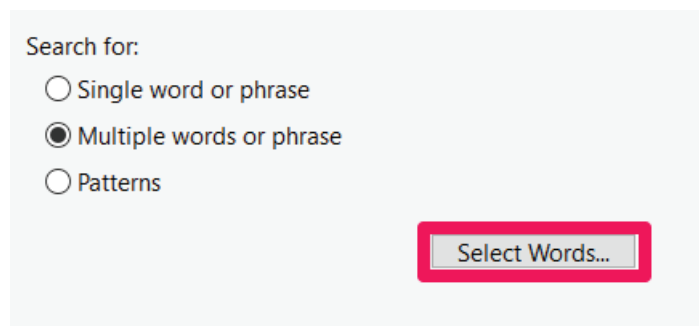 Search for:
Single word or phrase
Multiple words or phrase
Patterns
Select Words...